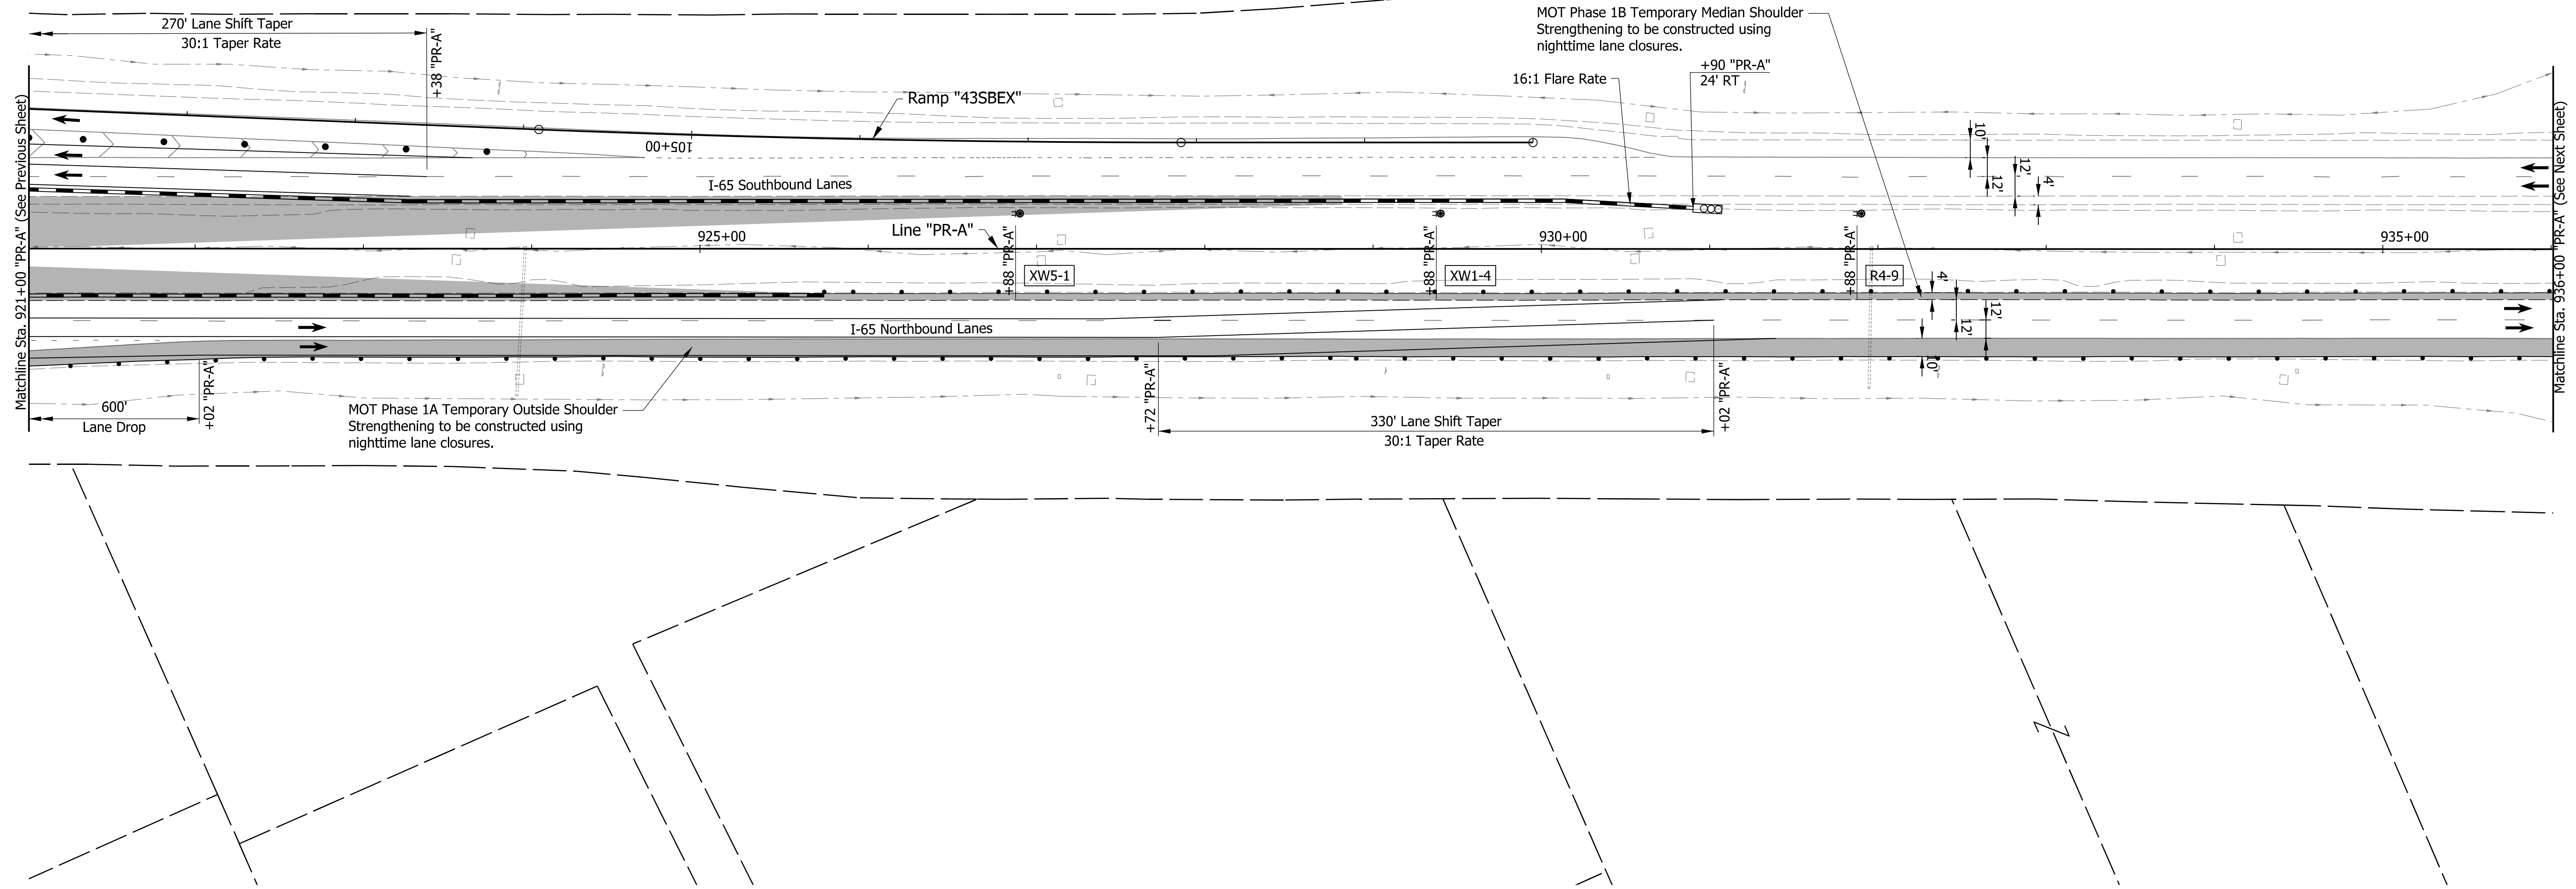 270' Lane Shift Taper
30:1 Taper Rate
+38 "PR-A"
MOT Phase 1B Temporary Median Shoulder
Strengthening to be constructed using
nighttime lane closures.
16:1 Flare Rate
+90 "PR-A"
24' RT
Ramp "43SBEX"
105+00
I-65 Southbound Lanes
10'
12'
12'
4'
Matchline Sta. 921+00 "PR-A" (See Previous Sheet)
Matchline Sta. 936+00 "PR-A" (See Next Sheet)
925+00
Line "PR-A"
930+00
935+00
+88 "PR-A"
XW5-1
+88 "PR-A"
XW1-4
+88 "PR-A"
R4-9
4'
12'
12'
10'
I-65 Northbound Lanes
600'
Lane Drop
+02 "PR-A"
MOT Phase 1A Temporary Outside Shoulder
Strengthening to be constructed using
nighttime lane closures.
+72 "PR-A"
330' Lane Shift Taper
30:1 Taper Rate
+02 "PR-A"